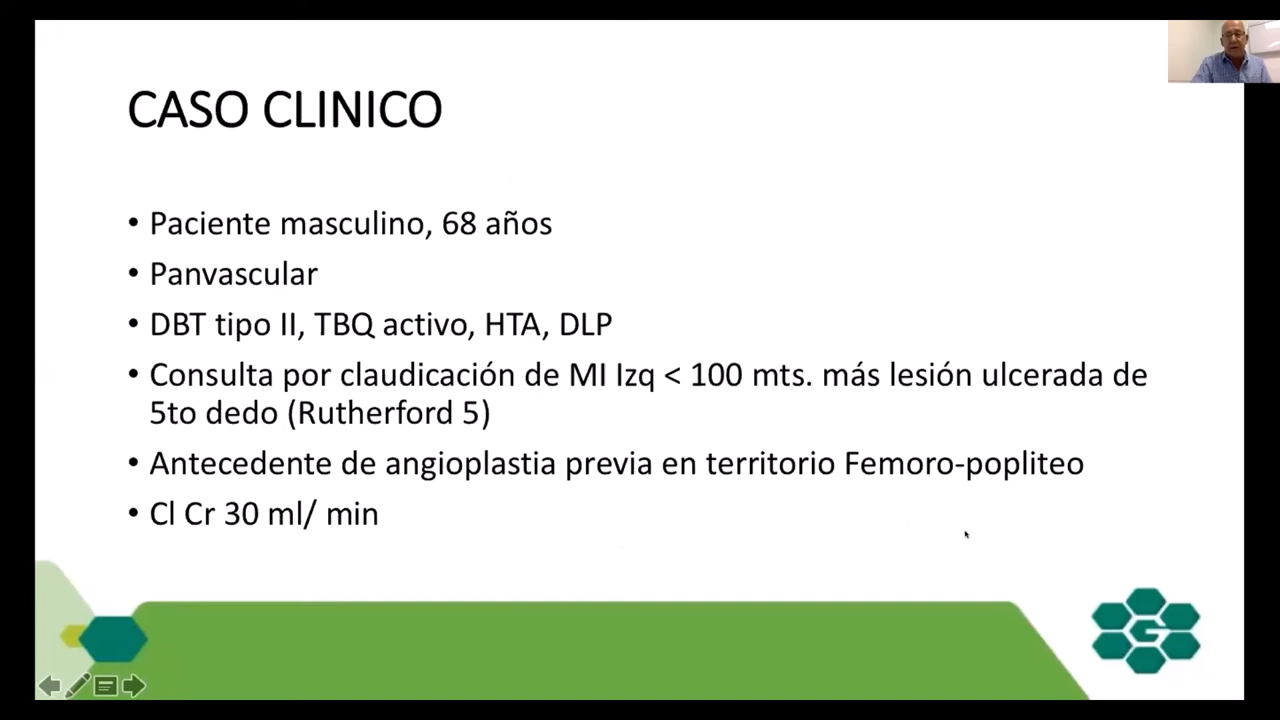 CASO CLINICO
• Paciente masculino, 68 años
• Panvascular
• DBT tipo II, TBQ activo, HTA, DLP
• Consulta por claudicación de MI Izq < 100 mts. más lesión ulcerada de
5to dedo (Rutherford 5)
• Antecedente de angioplastia previa en territorio Femoro-popliteo
• Cl Cr 30 ml/ min